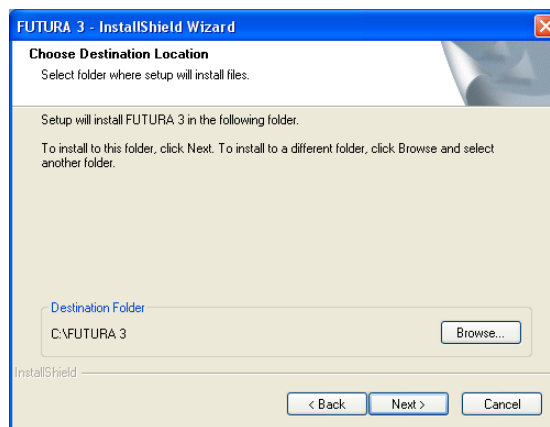 FUTURA 3 - InstallShield Wizard
Choose Destination Location
Select folder where setup will install files.
Setup will install FUTURA 3 in the following folder.
To install to this folder, click Next. To install to a different folder, click Browse and select
another folder.
Destination Folder
C:\FUTURA 3
Browse...
InstallShield
< Back
Next >
Cancel